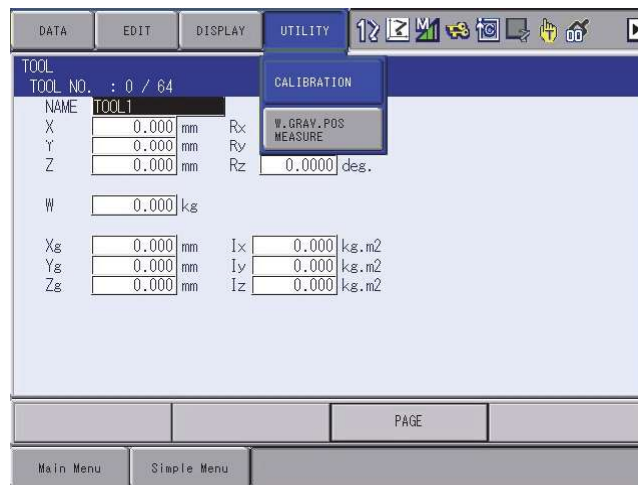 DATA EDIT DISPLAY UTILITY
TOOL
TOOL NO. : 0 / 64
CALIBRATION
W.GRAV.POS
MEASURE
NAME TOOL1
X 0.000 mm Rx
Y 0.000 mm Ry
Z 0.000 mm Rz 0.0000 deg.
W 0.000 kg
Xg 0.000 mm Ix 0.000 kg.m2
Yg 0.000 mm Iy 0.000 kg.m2
Zg 0.000 mm Iz 0.000 kg.m2
PAGE
Main Menu Simple Menu